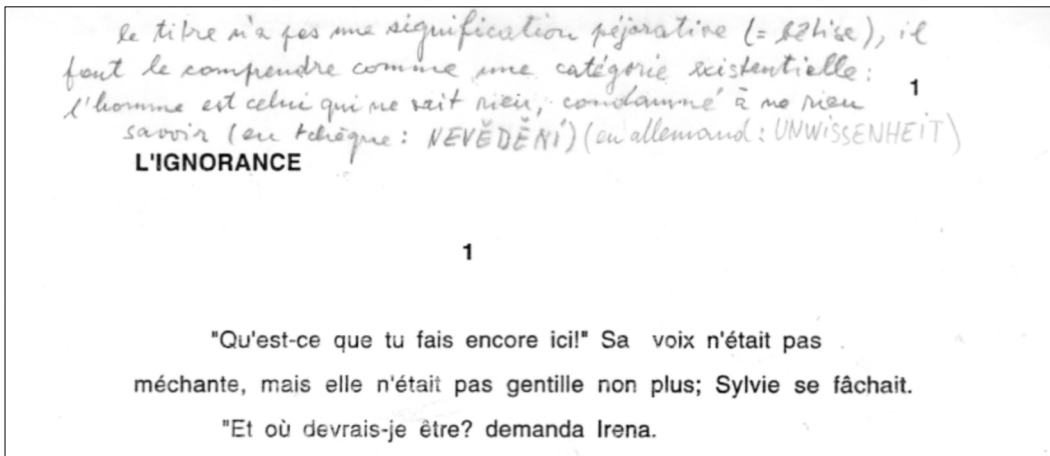 le titre n'a pas une signification péjorative (= bêtise), il
faut le comprendre comme une catégorie existentielle:
l'homme est celui qui ne sait rien, condamné à ne rien
1
savoir (en tchèque: NEVĚDĚNÍ) (en allemand: UNWISSENHEIT)
L'IGNORANCE
1
"Qu'est-ce que tu fais encore ici!" Sa voix n'était pas
méchante, mais elle n'était pas gentille non plus; Sylvie se fâchait.
"Et où devrais-je être? demanda Irena.